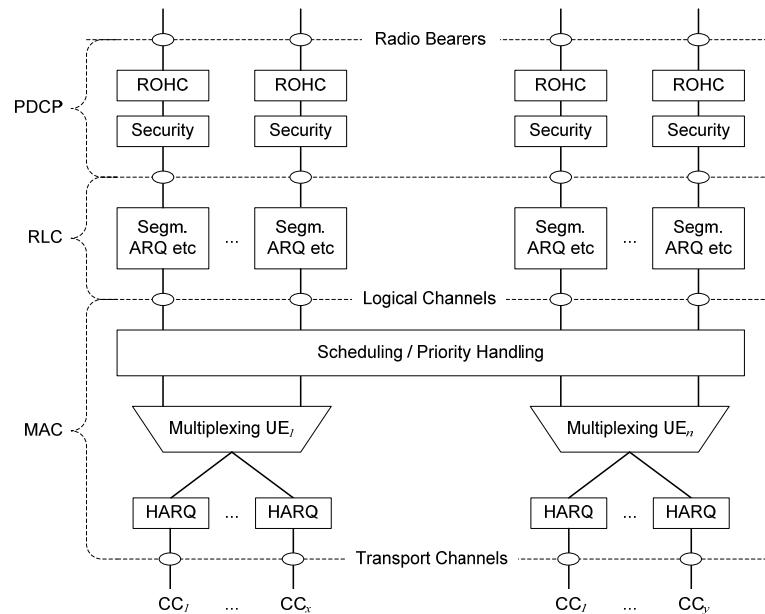 Radio Bearers
ROHC ROHC ROHC ROHC
PDCP
Security Security Security Security
Segm. ARQ etc ... Segm. ARQ etc Segm. ARQ etc ... Segm. ARQ etc
RLC
Logical Channels
Scheduling / Priority Handling
MAC
Multiplexing UE1 Multiplexing UEn
HARQ ... HARQ HARQ ... HARQ
Transport Channels
CC1 ... CCx CC1 ... CCy